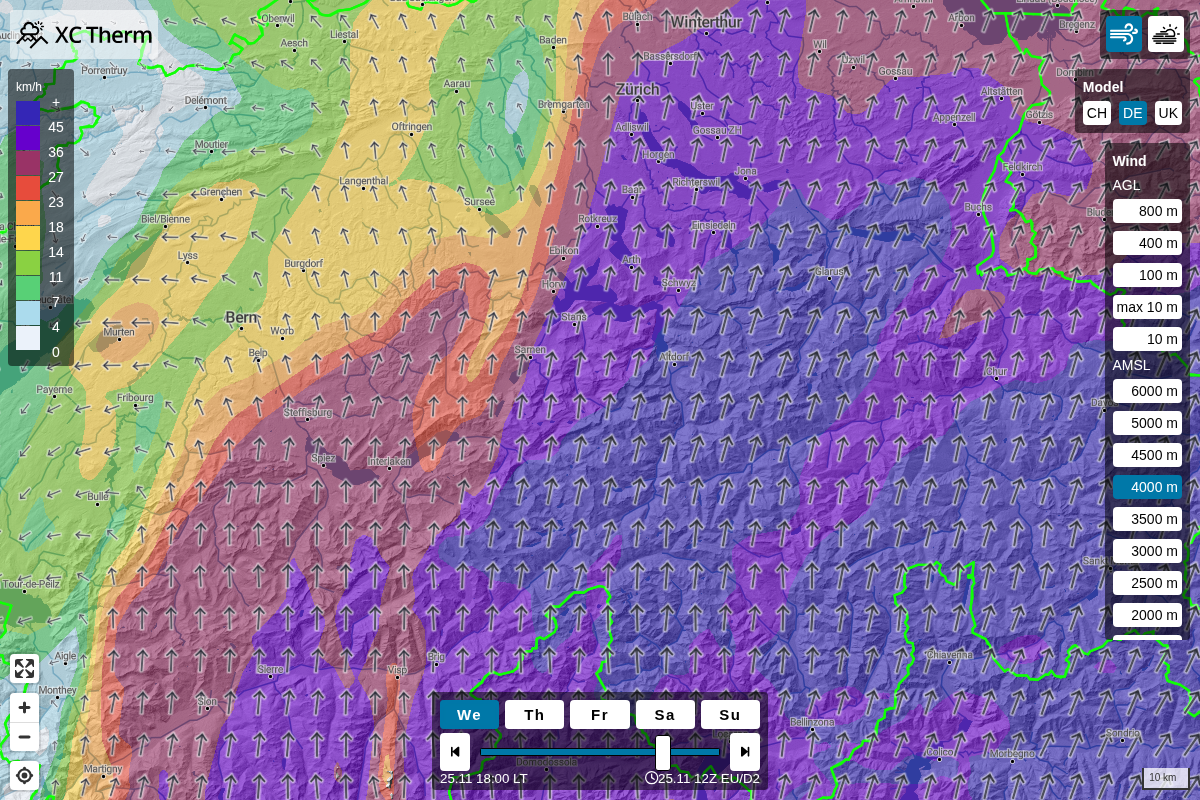 XC Therm
km/h
+
45
36
27
23
18
14
11
7
4
0
Model
CH DE UK
Wind
AGL
800 m
400 m
100 m
max 10 m
10 m
AMSL
6000 m
5000 m
4500 m
4000 m
3500 m
3000 m
2500 m
2000 m
Oberwil
Liestal
Aesch
Baden
Bülach
Winterthur
Arbon
Bregenz
Wil
Uzwil
Gossau
Bassersdorf
Porrentruy
Delémont
Aarau
Bremgarten
Zürich
Uster
Altstätten
Götzis
Oftringen
Adliswil
Gossau ZH
Appenzell
Moutier
Horgen
Feldkirch
Grenchen
Langenthal
Sursee
Baar
Richterswil
Jona
Buchs
Biel/Bienne
Rotkreuz
Einsiedeln
Lyss
Burgdorf
Ebikon
Arth
Glarus
Horw
Schwyz
Murten
Bern
Worb
Stans
Belp
Sarnen
Altdorf
Chur
Payerne
Fribourg
Steffisburg
Spiez
Interlaken
Bulle
Tour-de-Peilz
Aigle
Sierre
Visp
Brig
Chiavenna
Monthey
Sion
Bellinzona
Sondrio
Colico
Morbegno
Domodossola
Martigny
We Th Fr Sa Su
25.11 18:00 LT
25.11 12Z EU/D2
10 km